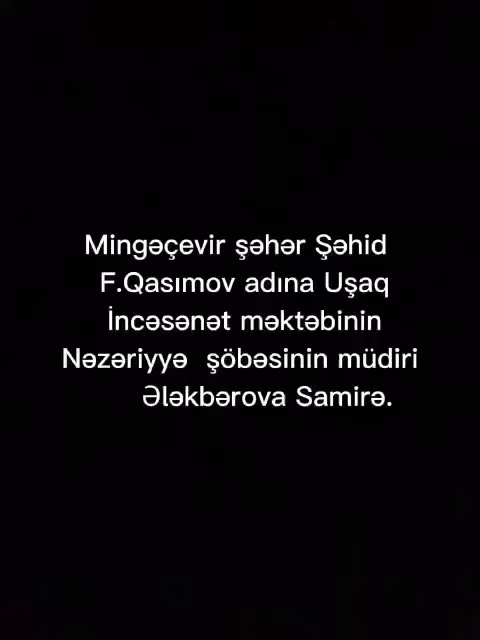 Mingəçevir şəhər Şəhid
F.Qasımov adına Uşaq
İncəsənət məktəbinin
Nəzəriyyə şöbəsinin müdiri
Ələkbərova Samirə.